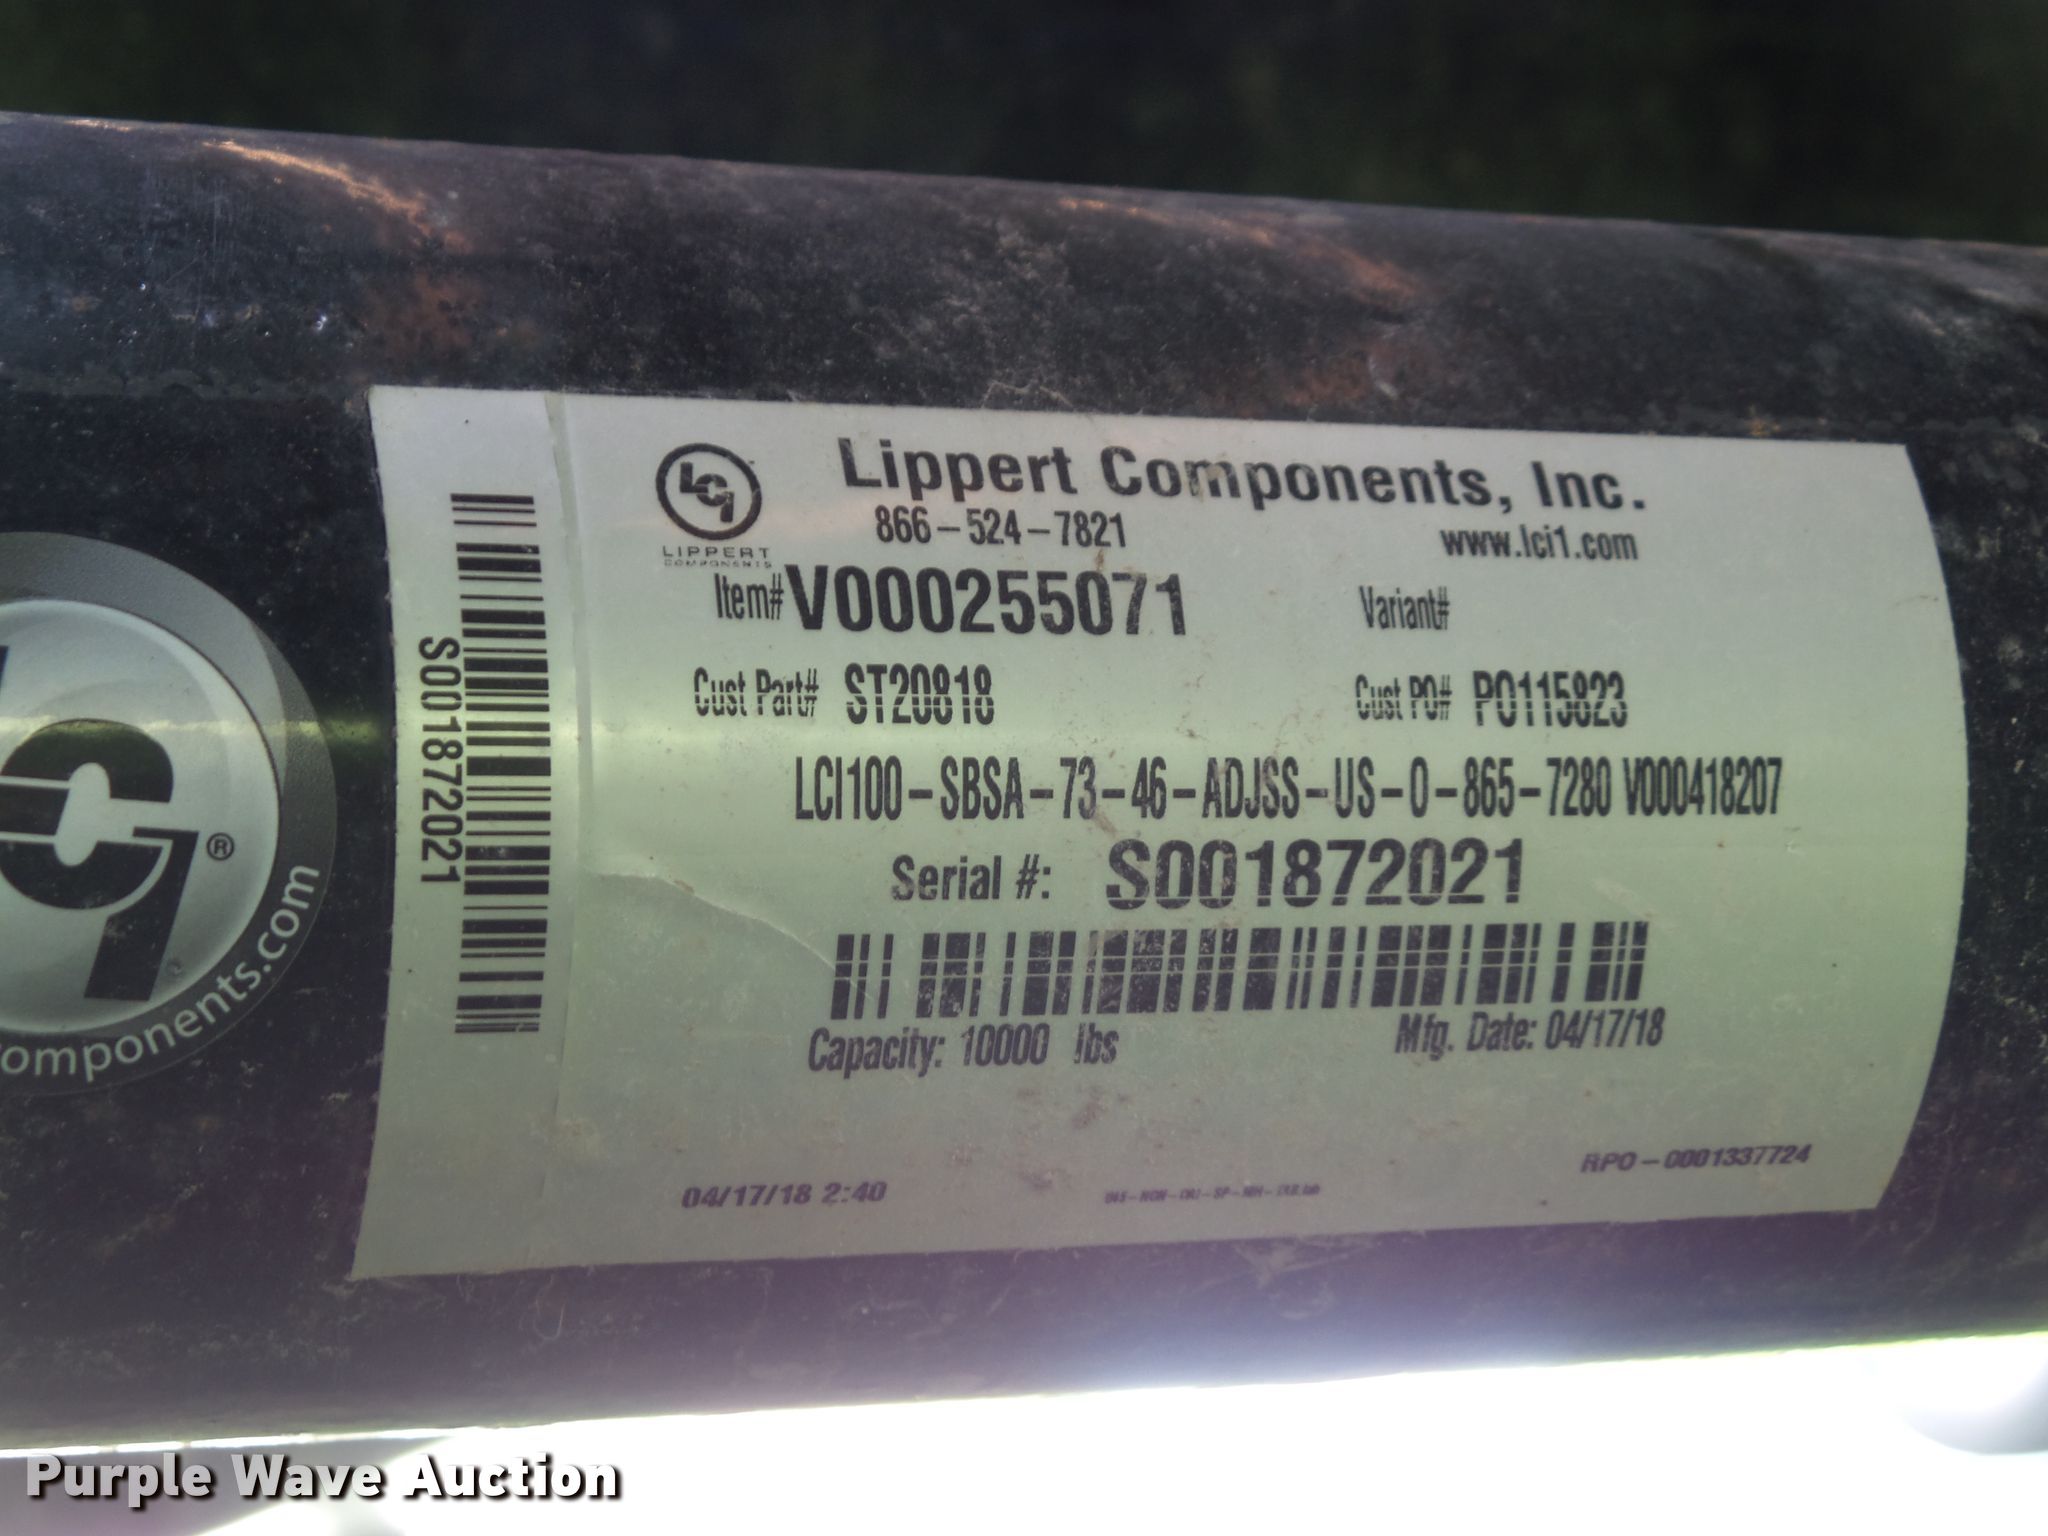 LCI
LIPPERT
COMPONENTS
Lippert Components, Inc.
866-524-7821
www.lci1.com
Item# V000255071
Variant#
Cust Part# ST20818
Cust PO# PO115823
LCI100-SBSA-73-46-ADJSS-US-0-865-7280 V000418207
Serial #: S001872021
S001872021
Capacity: 10000 lbs
Mfg. Date: 04/17/18
RPO-0001337724
04/17/18 2:40
C1®
omponents.com
Purple Wave Auction